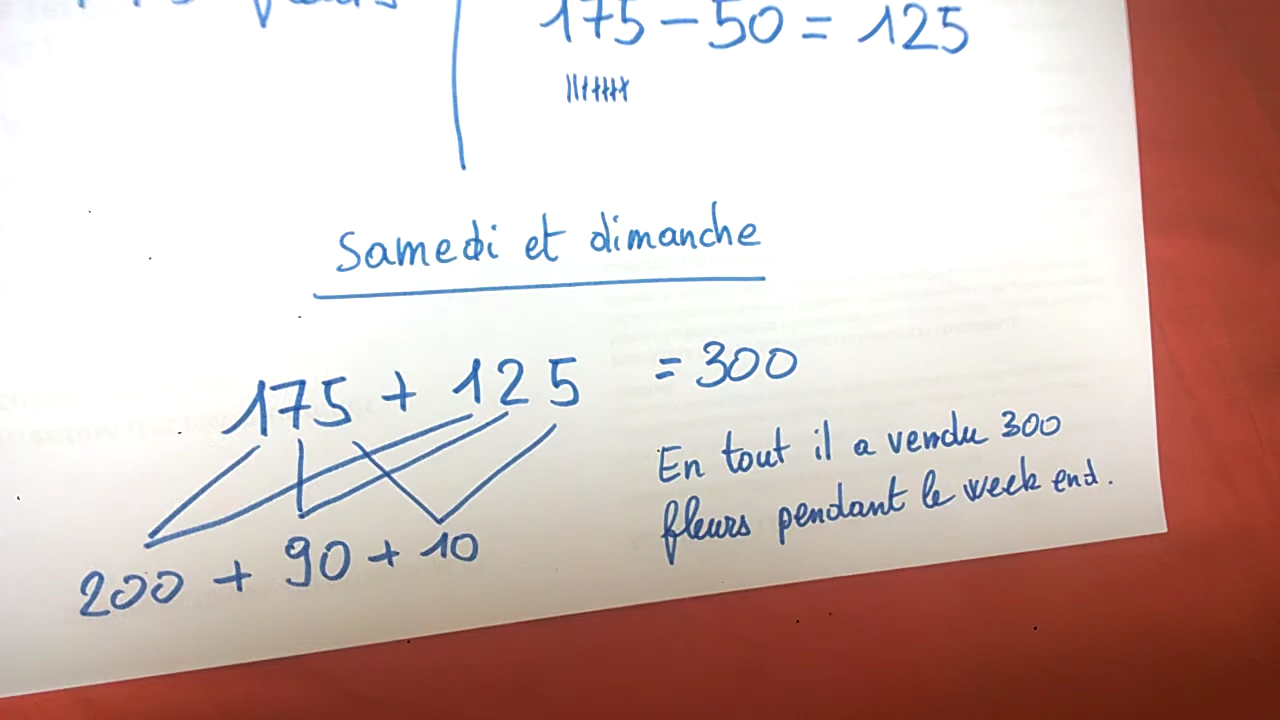 fleurs
175 - 50 = 125
Samedi et dimanche
175 + 125 = 300
200 + 90 + 10
En tout il a vendu 300
fleurs pendant le week end.